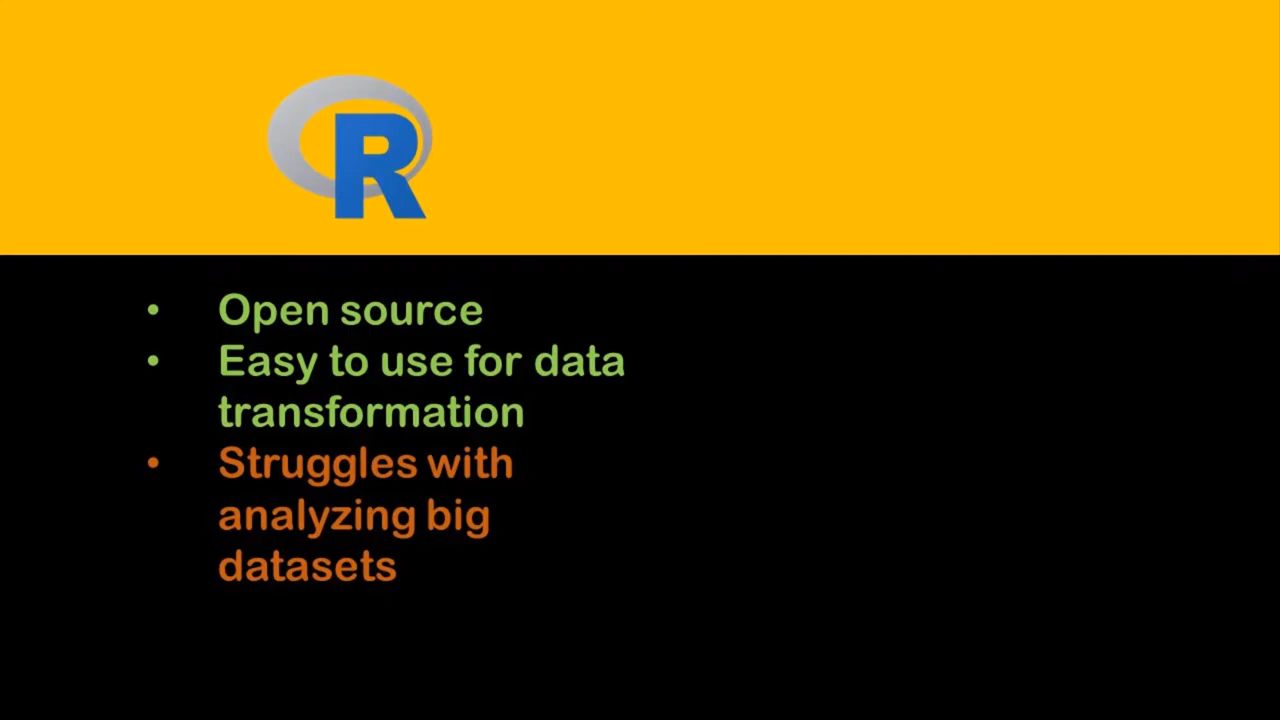 R
• Open source
• Easy to use for data
transformation
• Struggles with
analyzing big
datasets